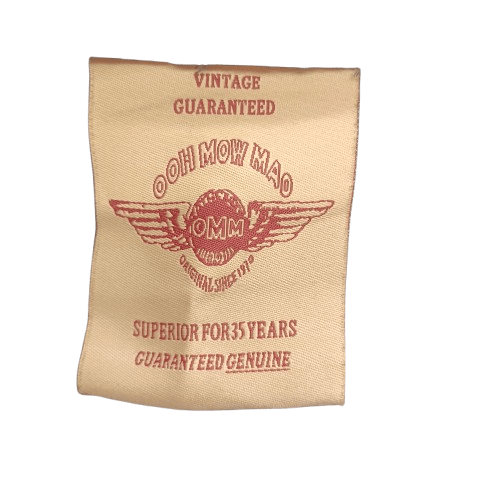 VINTAGE
GUARANTEED
OOH MOW MAO
OMM
ORIGINAL SINCE 1970
SUPERIOR FOR 35 YEARS
GUARANTEED GENUINE